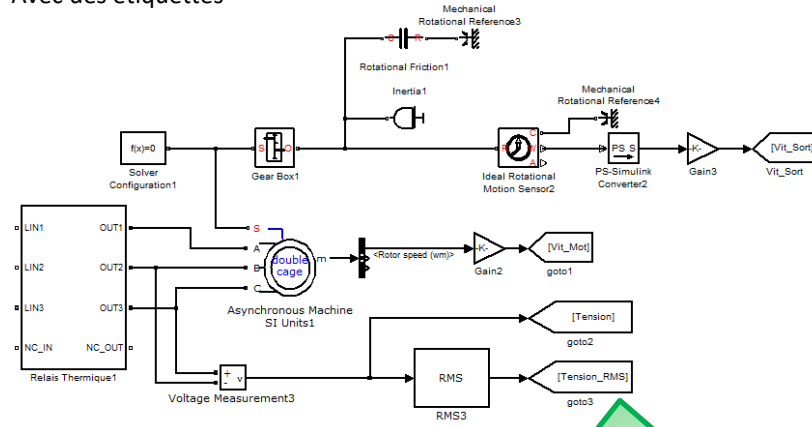 Avec des étiquettes
Mechanical
Rotational Reference3
S R
Rotational Friction1
Inertia1
Mechanical
Rotational Reference4
f(x)=0
Solver
Configuration1
S O
Gear Box1
R C W A
Ideal Rotational
Motion Sensor2
PS S
PS-Simulink
Converter2
-K-
Gain3
[Vit_Sort]
Vit_Sort
LIN1 OUT1
LIN2 OUT2
LIN3 OUT3
NC_IN NC_OUT
Relais Thermique1
S
A
B
C
m
double
cage
Asynchronous Machine
SI Units1
<Rotor speed (wm)>
-K-
Gain2
[Vit_Mot]
goto1
[Tension]
goto2
+
-
v
Voltage Measurement3
RMS
RMS3
[Tension_RMS]
goto3